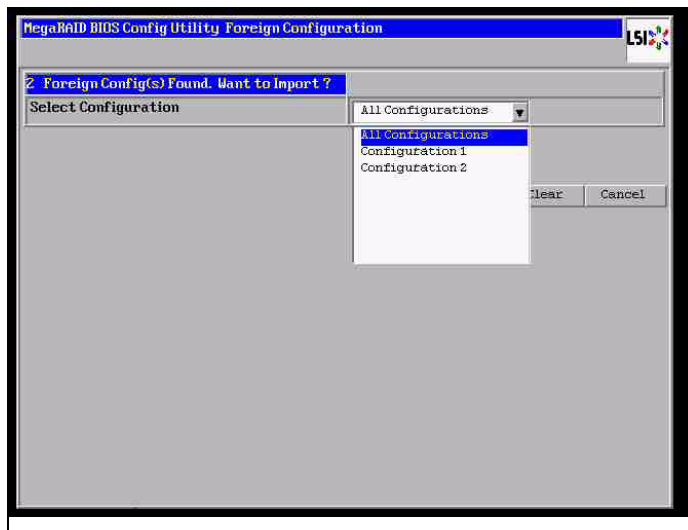 MegaRAID BIOS Config Utility Foreign Configuration
LSI
2 Foreign Config(s) Found. Want to Import ?
Select Configuration
All Configurations
All Configurations
Configuration 1
Configuration 2
Clear
Cancel